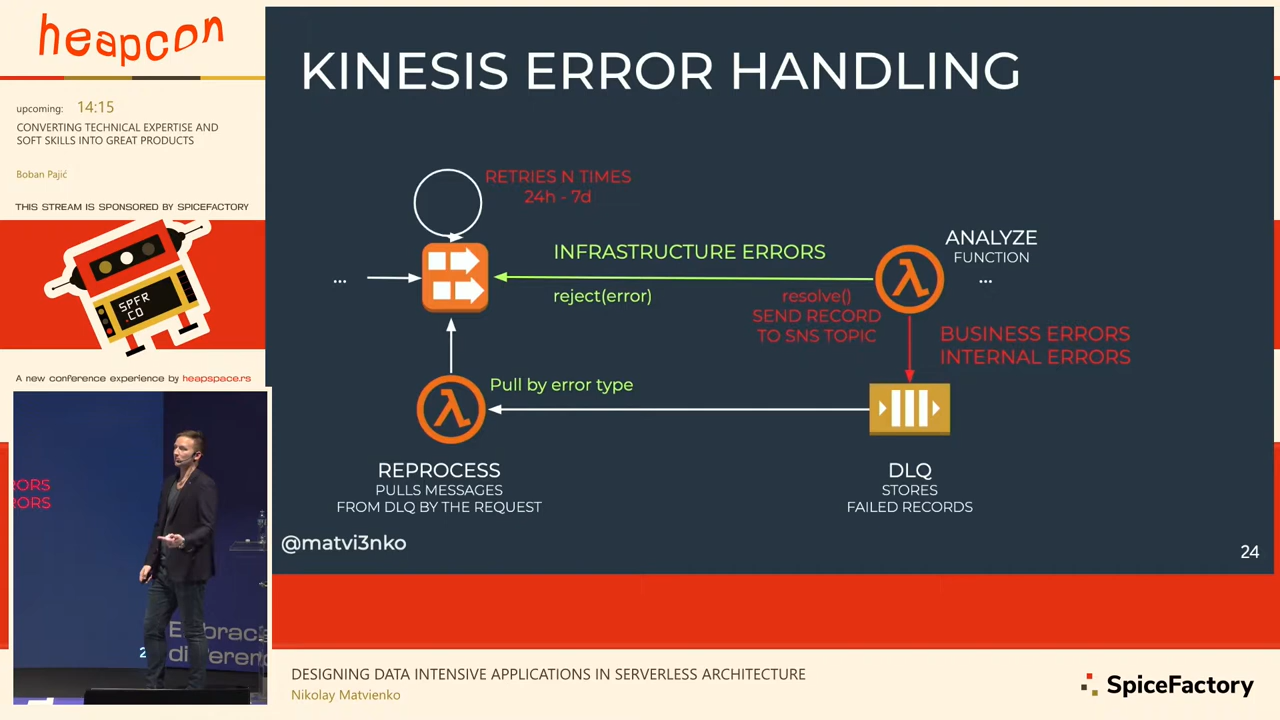 heapcon
upcoming: 14:15
CONVERTING TECHNICAL EXPERTISE AND
SOFT SKILLS INTO GREAT PRODUCTS
Boban Pajić
THIS STREAM IS SPONSORED BY SPICEFACTORY
SPFR
.CO
A new conference experience by heapspace.rs
KINESIS ERROR HANDLING
RETRIES N TIMES
24h - 7d
...
INFRASTRUCTURE ERRORS
reject(error)
ANALYZE
FUNCTION
...
resolve()
SEND RECORD
TO SNS TOPIC
BUSINESS ERRORS
INTERNAL ERRORS
Pull by error type
REPROCESS
PULLS MESSAGES
FROM DLQ BY THE REQUEST
DLQ
STORES
FAILED RECORDS
@matvi3nko
24
ORS
ORS
2
DESIGNING DATA INTENSIVE APPLICATIONS IN SERVERLESS ARCHITECTURE
Nikolay Matvienko
SpiceFactory